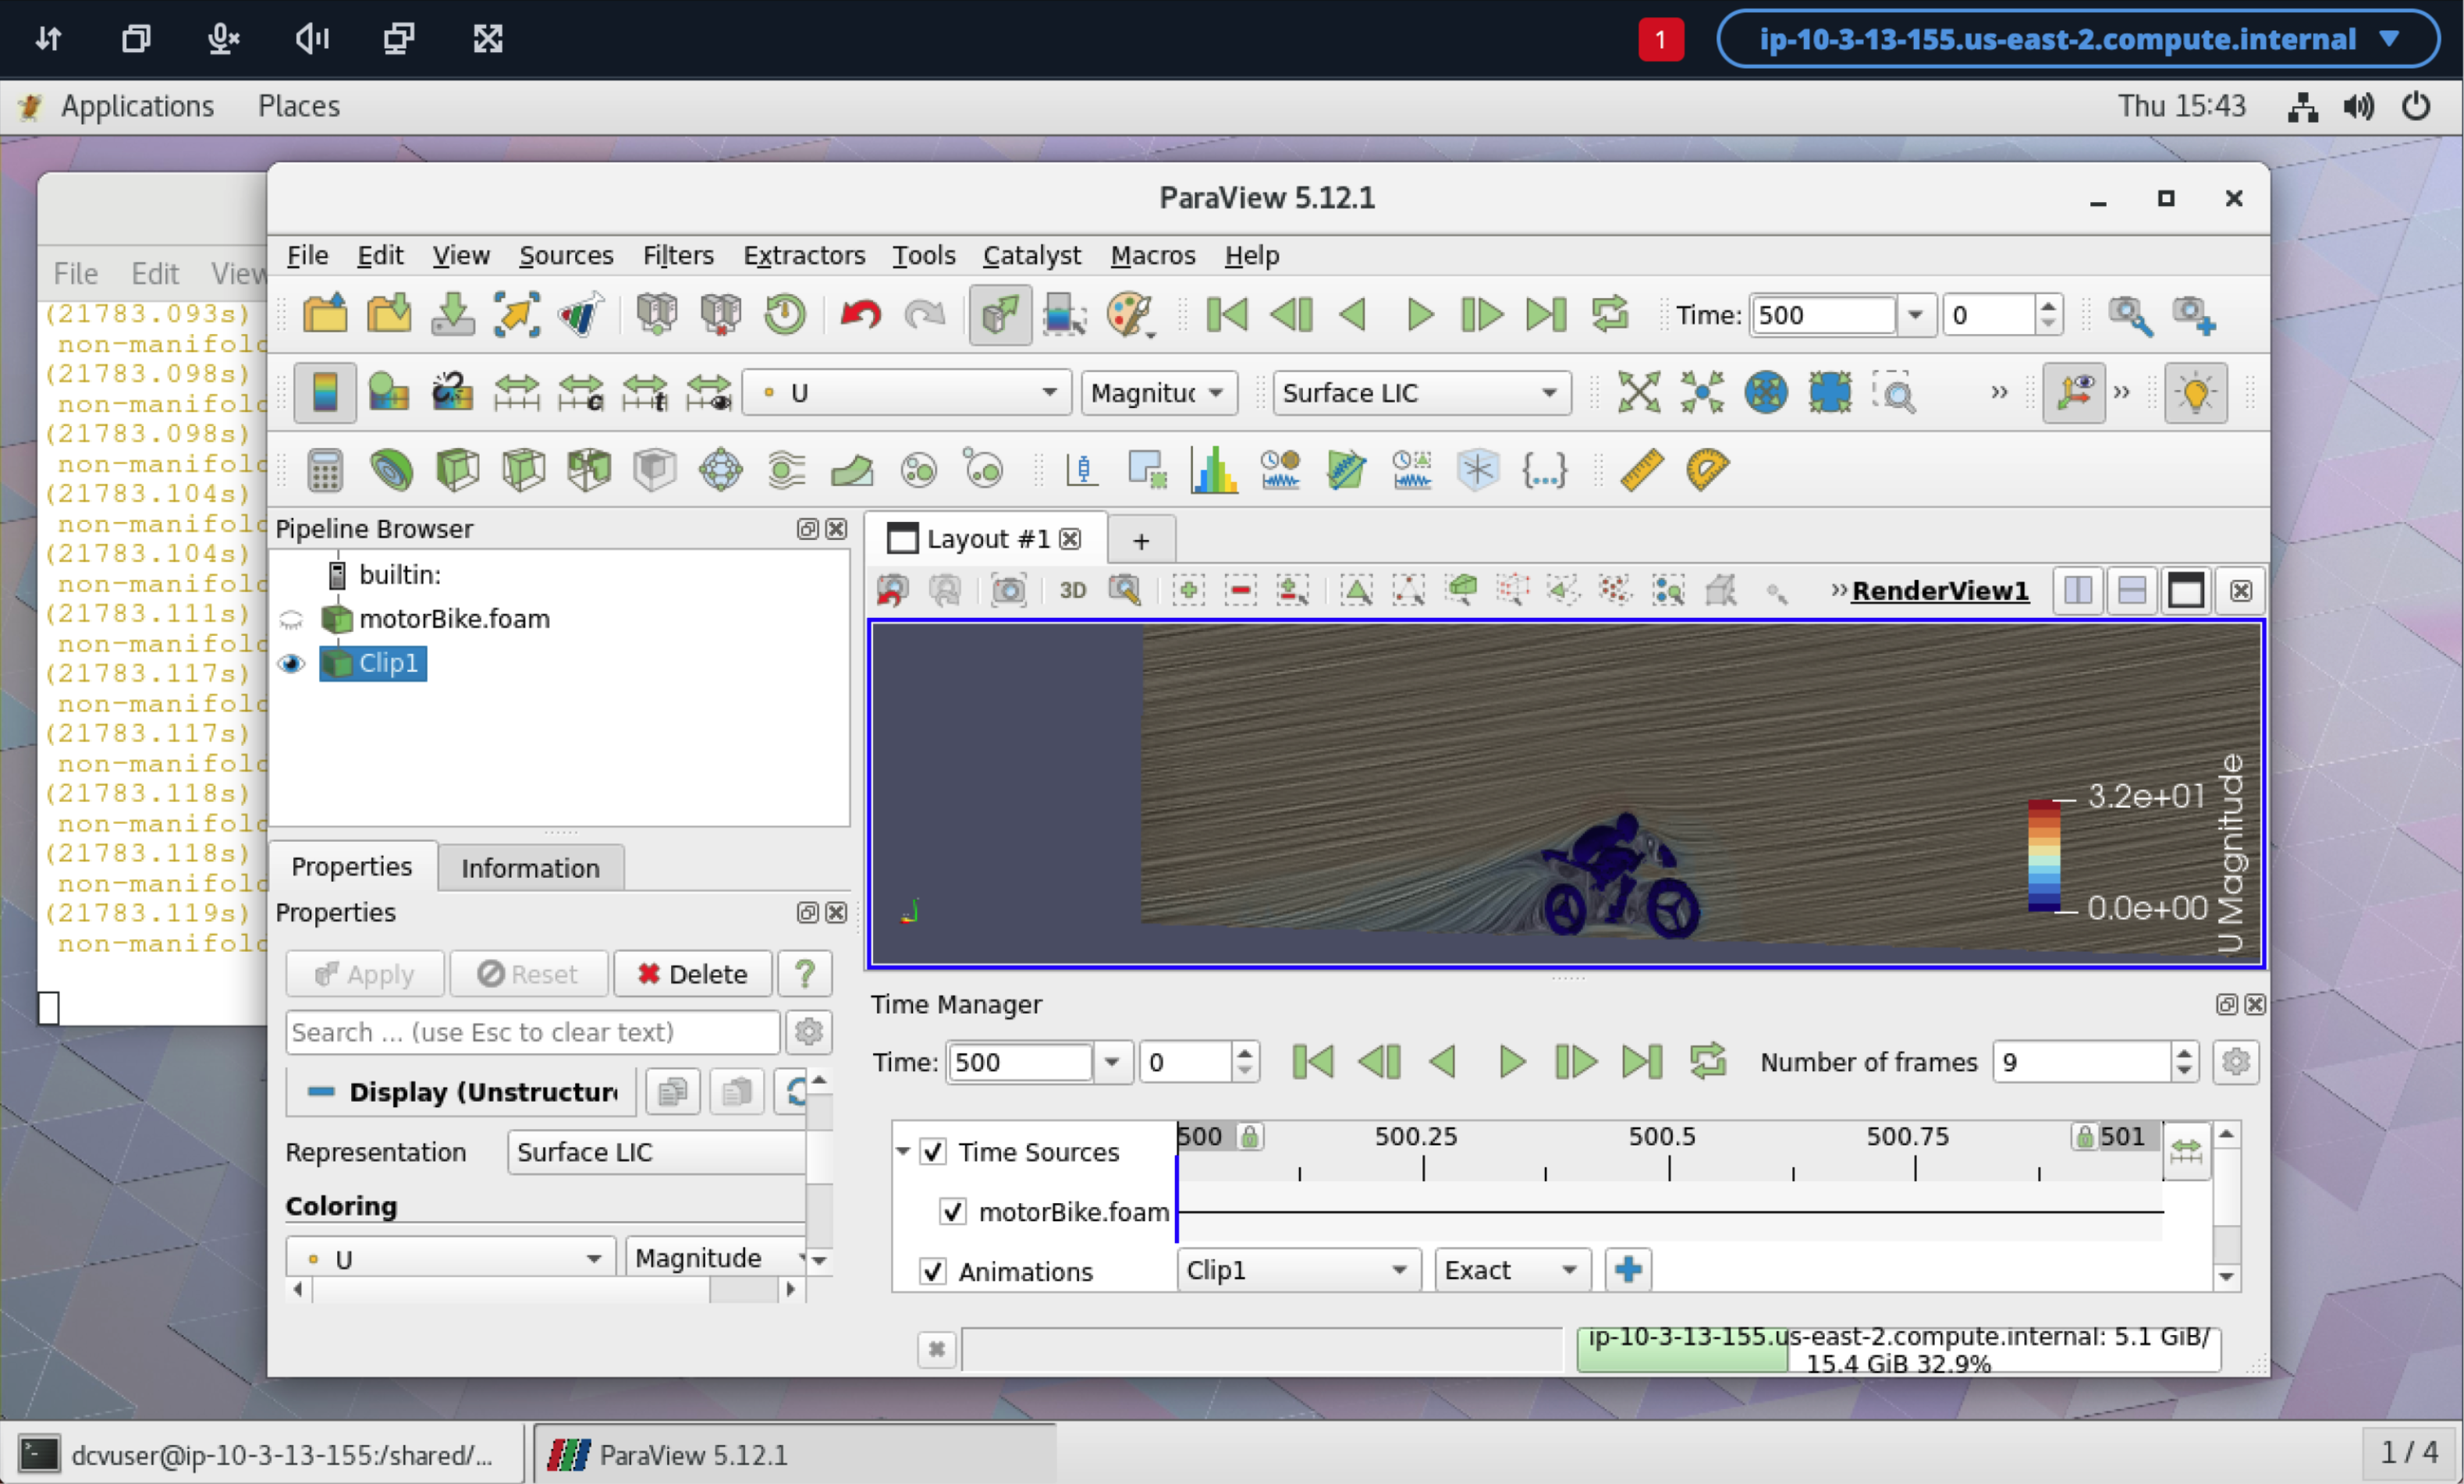 1
ip-10-3-13-155.us-east-2.compute.internal
Applications Places
Thu 15:43
ParaView 5.12.1
File Edit View
(21783.093s)
non-manifold
(21783.098s)
non-manifold
(21783.098s)
non-manifold
(21783.104s)
non-manifold
(21783.104s)
non-manifold
(21783.111s)
non-manifold
(21783.117s)
non-manifold
(21783.117s)
non-manifold
(21783.118s)
non-manifold
(21783.118s)
non-manifold
(21783.119s)
non-manifold
File Edit View Sources Filters Extractors Tools Catalyst Macros Help
Time: 500 0
U Magnituc Surface LIC
Pipeline Browser
builtin:
motorBike.foam
Clip1
Properties Information
Properties
Apply Reset Delete ?
Search ... (use Esc to clear text)
Display (Unstructur
Representation Surface LIC
Coloring
U Magnitude
Layout #1 +
3D
RenderView1
3.2e+01
0.0e+00
U Magnitude
Time Manager
Time: 500 0 Number of frames 9
500 500.25 500.5 500.75 501
Time Sources
motorBike.foam
Animations Clip1 Exact
ip-10-3-13-155.us-east-2.compute.internal: 5.1 GiB/
15.4 GiB 32.9%
dcvuser@ip-10-3-13-155:/shared/... ParaView 5.12.1 1 / 4